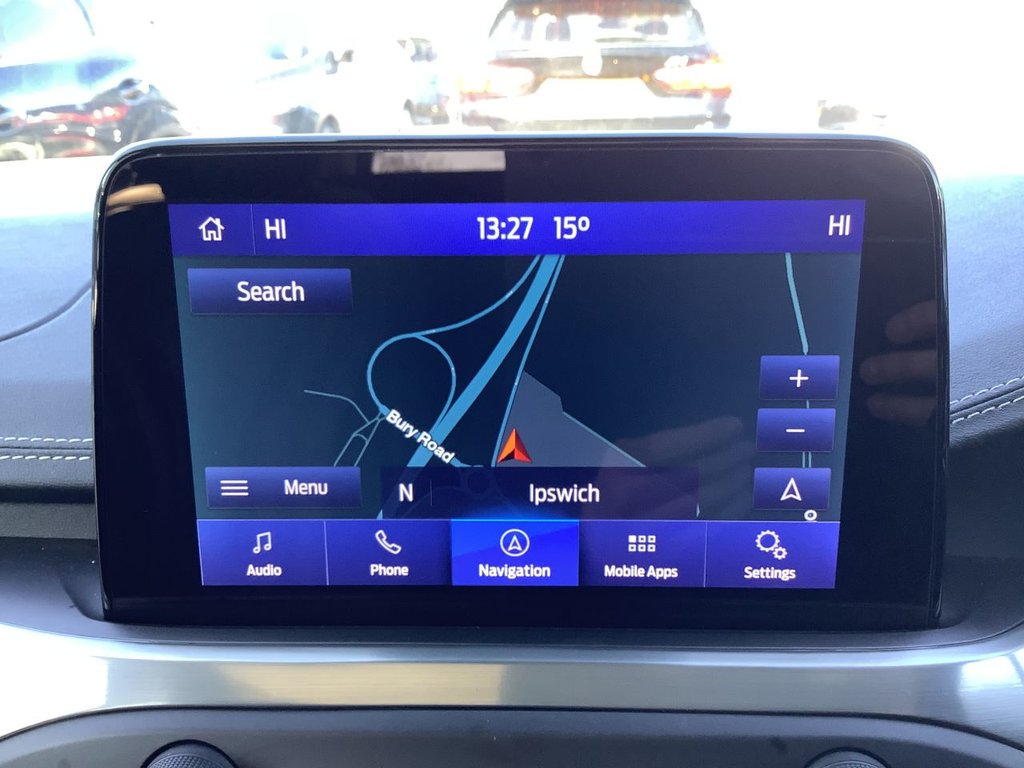 HI 13:27 15º HI
Search
+
Bury Road
−
Menu N Ipswich
Audio Phone Navigation Mobile Apps Settings